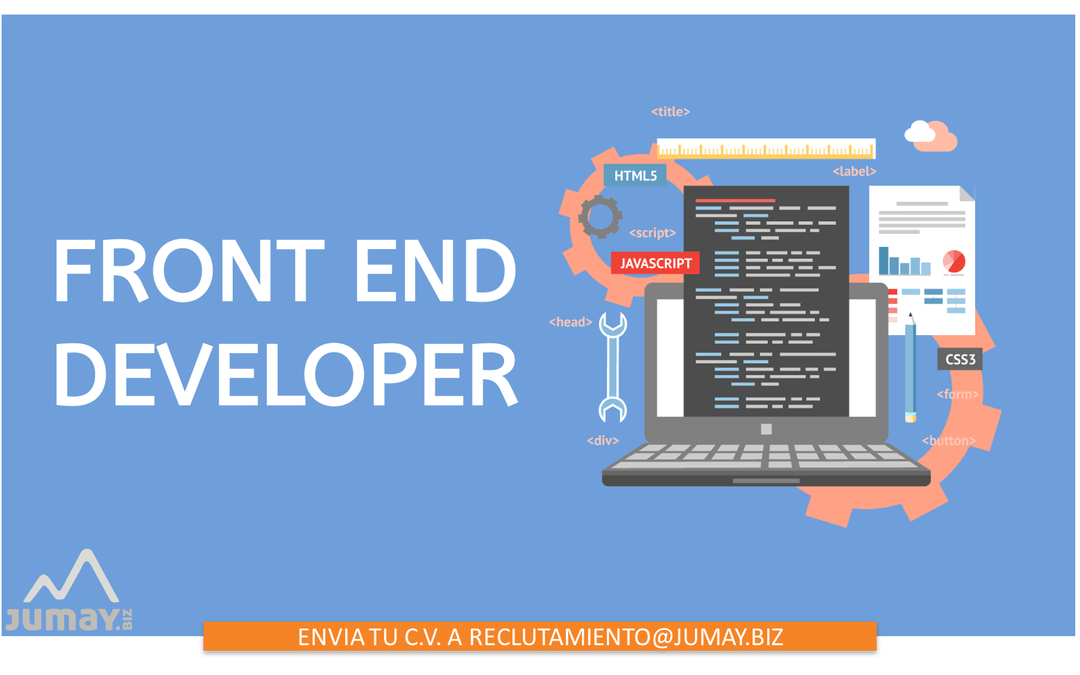 <title>
<label>
HTML5
<script>
JAVASCRIPT
FRONT END
DEVELOPER
<head>
CSS3
<form>
<div>
<button>
JUMAY.BIZ
ENVIA TU C.V. A RECLUTAMIENTO@JUMAY.BIZ